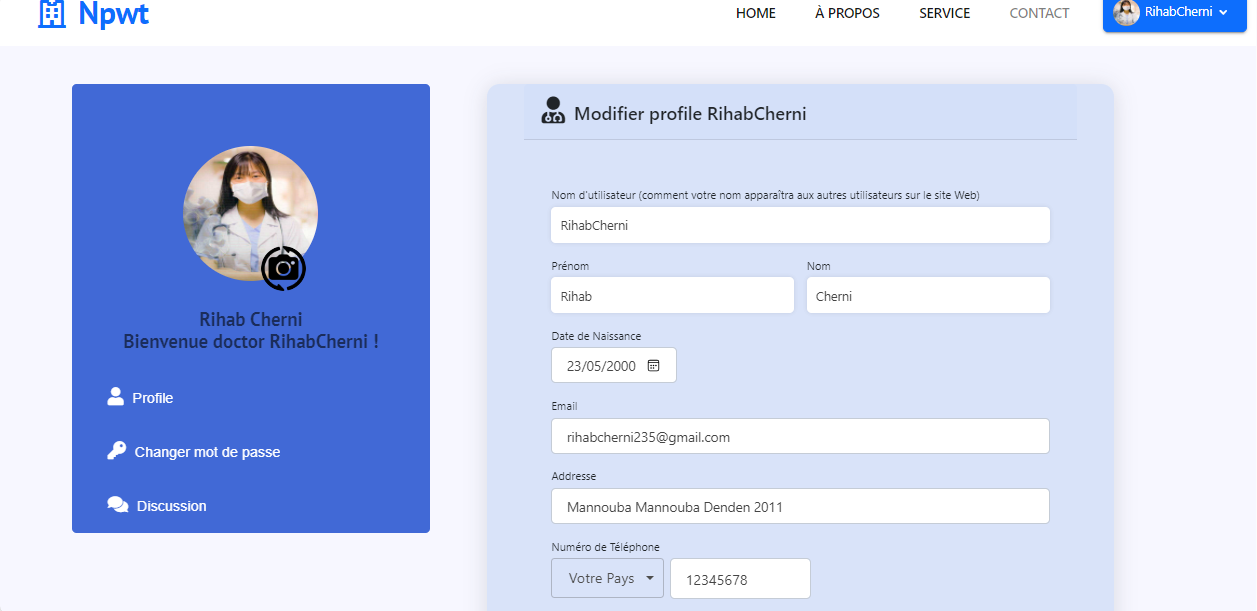 Npwt
HOME À PROPOS SERVICE CONTACT RihabCherni
Rihab Cherni
Bienvenue doctor RihabCherni !
Profile
Changer mot de passe
Discussion
Modifier profile RihabCherni
Nom d'utilisateur (comment votre nom apparaîtra aux autres utilisateurs sur le site Web)
RihabCherni
Prénom Nom
Rihab Cherni
Date de Naissance
23/05/2000
Email
rihabcherni235@gmail.com
Addresse
Mannouba Mannouba Denden 2011
Numéro de Téléphone
Votre Pays 12345678